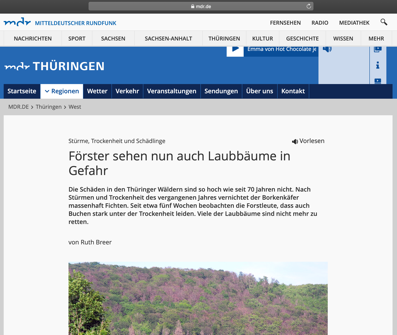 mdr.de
mdr MITTELDEUTSCHER RUNDFUNK
FERNSEHEN RADIO MEDIATHEK
NACHRICHTEN SPORT SACHSEN SACHSEN-ANHALT THÜRINGEN KULTUR GESCHICHTE WISSEN MEHR
Emma von Hot Chocolate je
mdr THÜRINGEN
Startseite Regionen Wetter Verkehr Veranstaltungen Sendungen Über uns Kontakt
MDR.DE > Thüringen > West
Stürme, Trockenheit und Schädlinge
Vorlesen
Förster sehen nun auch Laubbäume in
Gefahr
Die Schäden in den Thüringer Wäldern sind so hoch wie seit 70 Jahren nicht. Nach
Stürmen und Trockenheit des vergangenen Jahres vernichtet der Borkenkäfer
massenhaft Fichten. Seit etwa fünf Wochen beobachten die Forstleute, dass auch
Buchen stark unter der Trockenheit leiden. Viele der Laubbäume sind nicht mehr zu
retten.
von Ruth Breer